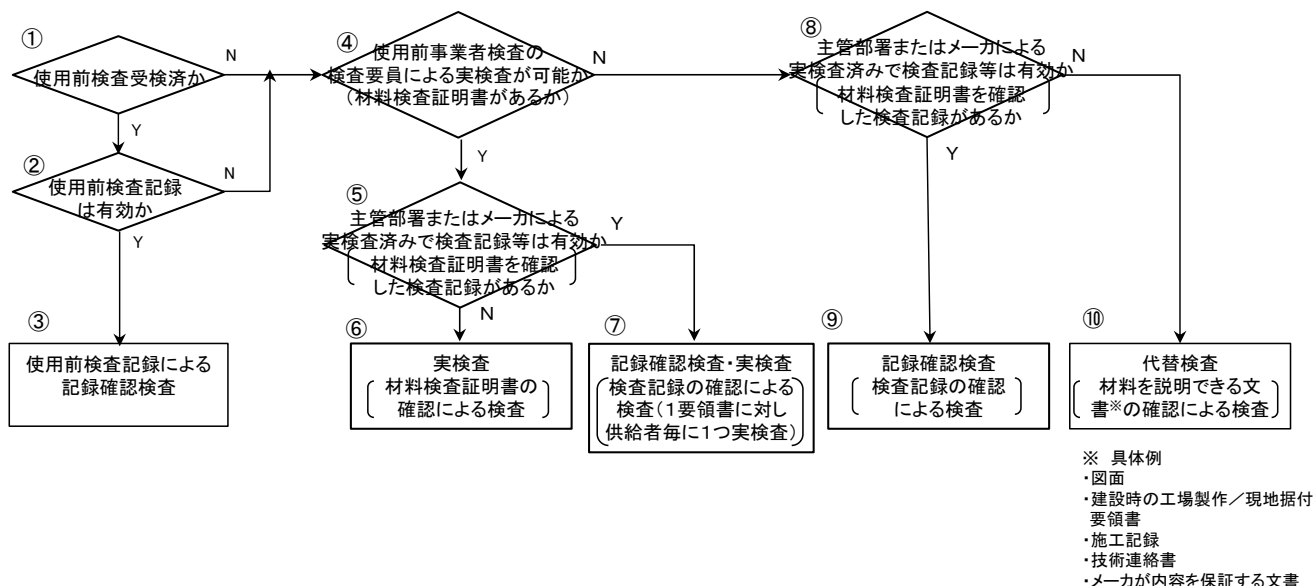 ①
使用前検査受検済か
N
Y
②
使用前検査記録
は有効か
N
Y
③
使用前検査記録による
記録確認検査
④
使用前事業者検査の
検査要員による実検査が可能か
(材料検査証明書があるか)
N
Y
⑤
主管部署またはメーカによる
実検査済みで検査記録等は有効か
材料検査証明書を確認
した検査記録があるか
Y
N
⑥
実検査
材料検査証明書の
確認による検査
⑦
記録確認検査・実検査
検査記録の確認による
検査(1要領書に対し
供給者毎に1つ実検査)
⑧
主管部署またはメーカによる
実検査済みで検査記録等は有効か
材料検査証明書を確認
した検査記録があるか
N
Y
⑨
記録確認検査
検査記録の確認
による検査
⑩
代替検査
材料を説明できる文
書※の確認による検査
※ 具体例
・図面
・建設時の工場製作/現地据付
要領書
・施工記録
・技術連絡書
・メーカが内容を保証する文書